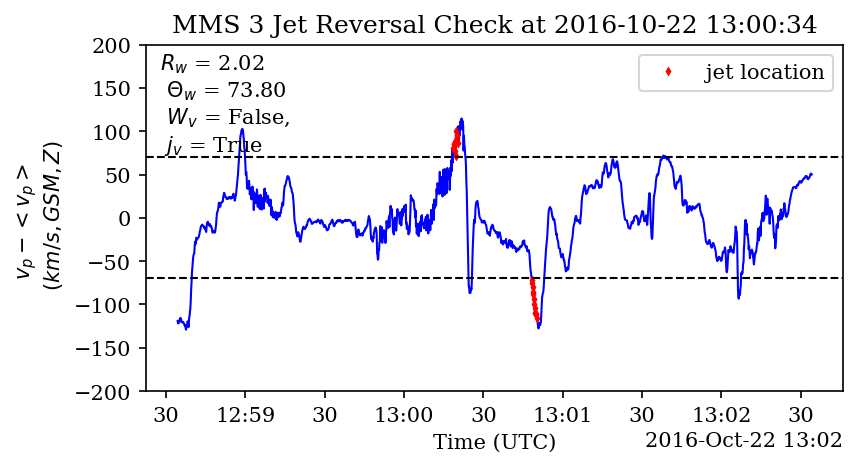 MMS 3 Jet Reversal Check at 2016-10-22 13:00:34
R_w = 2.02
Θ_w = 73.80
W_v = False,
j_v = True
jet location
v_p − < v_p >
(km/s, GSM, Z)
200
150
100
50
0
−50
−100
−150
−200
30 12:59 30 13:00 30 13:01 30 13:02 30
Time (UTC)
2016-Oct-22 13:02